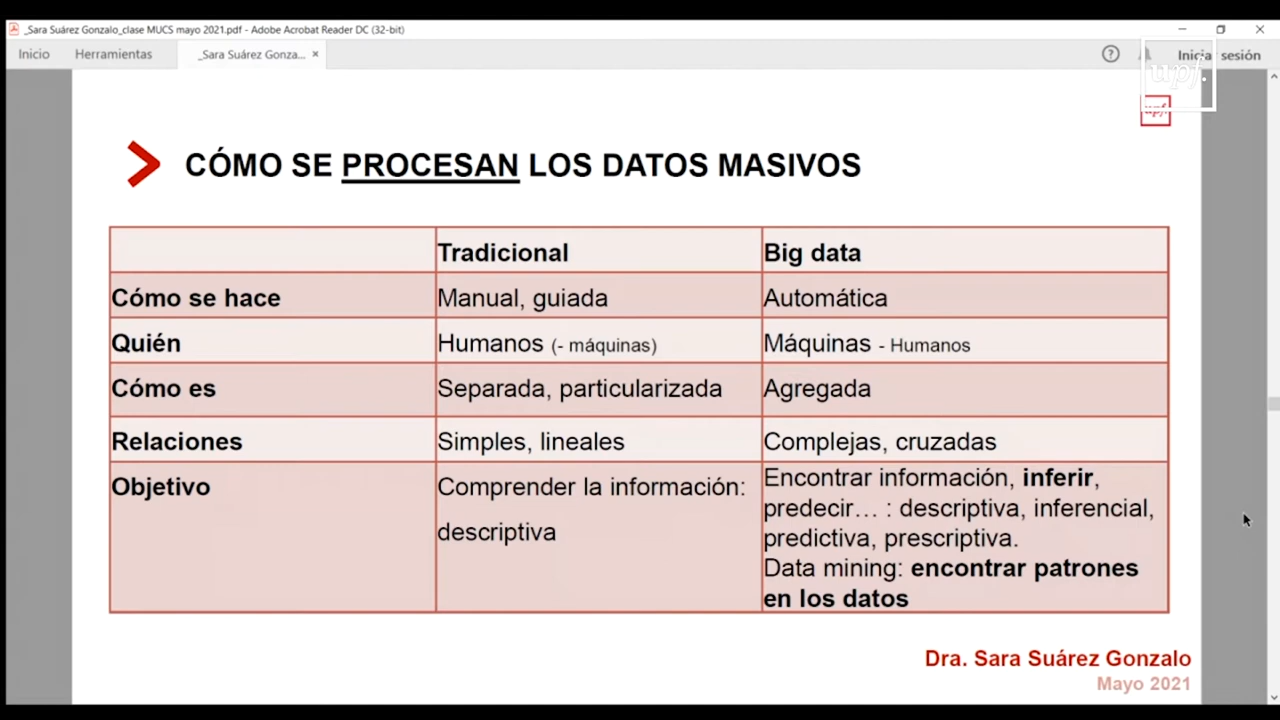 _Sara Suárez Gonzalo_clase MUCS mayo 2021.pdf - Adobe Acrobat Reader DC (32-bit)
Inicio Herramientas _Sara Suárez Gonza... × Iniciar sesión
upf.
upf.
CÓMO SE PROCESAN LOS DATOS MASIVOS
Tradicional Big data
Cómo se hace Manual, guiada Automática
Quién Humanos (- máquinas) Máquinas - Humanos
Cómo es Separada, particularizada Agregada
Relaciones Simples, lineales Complejas, cruzadas
Objetivo Comprender la información:
descriptiva
Encontrar información, inferir,
predecir… : descriptiva, inferencial,
predictiva, prescriptiva.
Data mining: encontrar patrones
en los datos
Dra. Sara Suárez Gonzalo
Mayo 2021